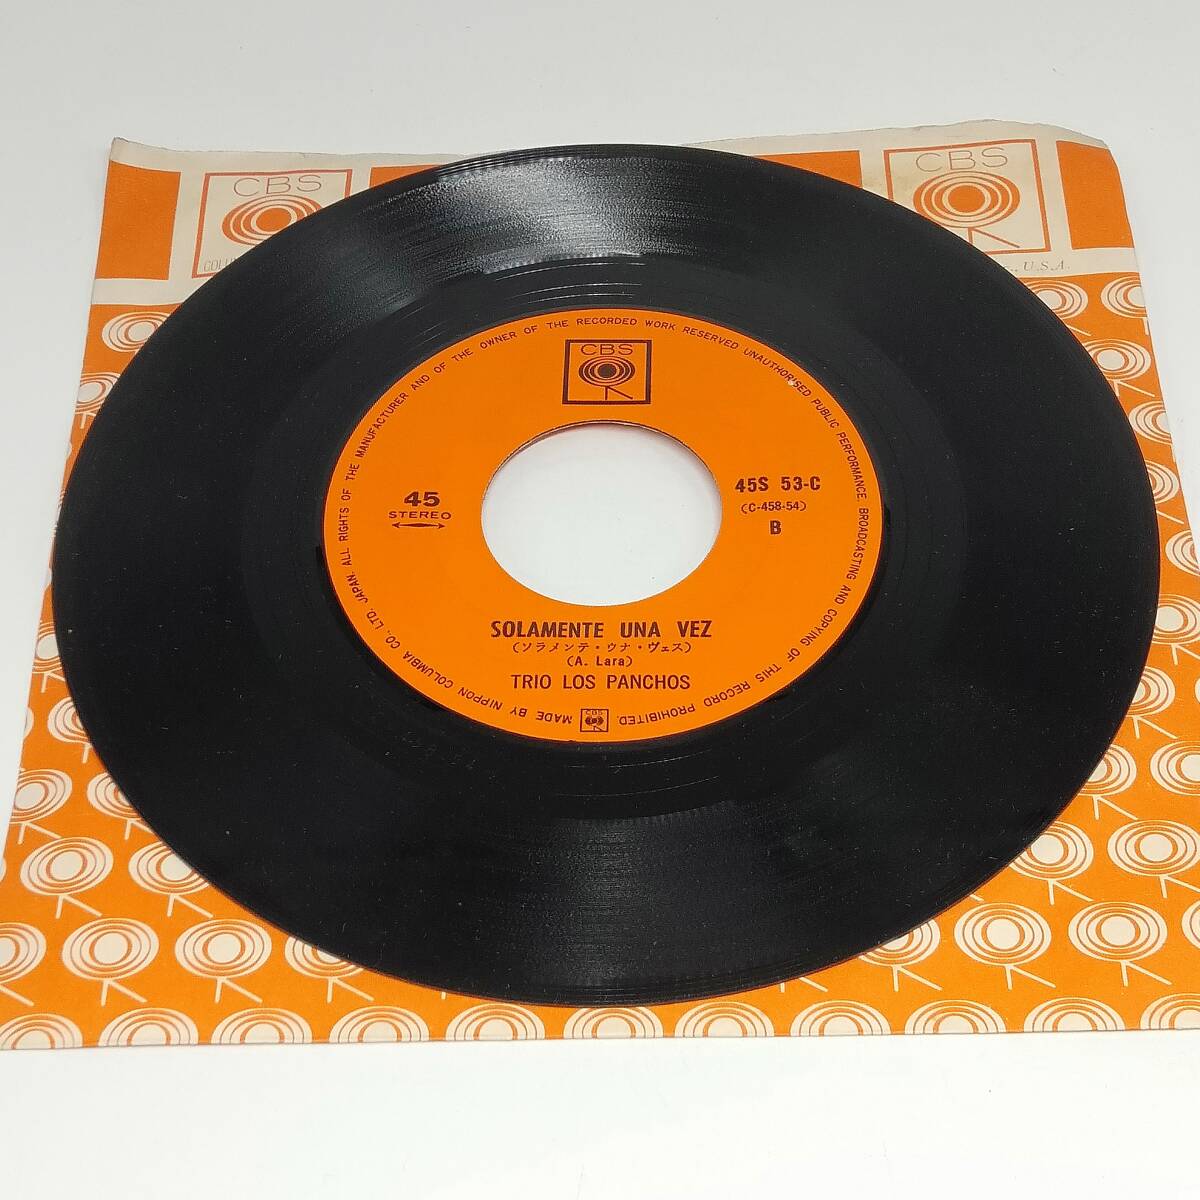 CBS
CBS
U.S.A.
ALL RIGHTS OF THE MANUFACTURER AND OF THE OWNER OF THE RECORDED WORK RESERVED UNAUTHORISED PUBLIC PERFORMANCE, BROADCASTING AND COPYING OF THIS RECORD PROHIBITED.
CBS
45
STEREO
45S 53-C
(C-458-54)
B
SOLAMENTE UNA VEZ
(ソラメンテ・ウナ・ヴェス)
(A. Lara)
TRIO LOS PANCHOS
CBS
MADE BY NIPPON COLUMBIA CO., LTD. JAPAN.